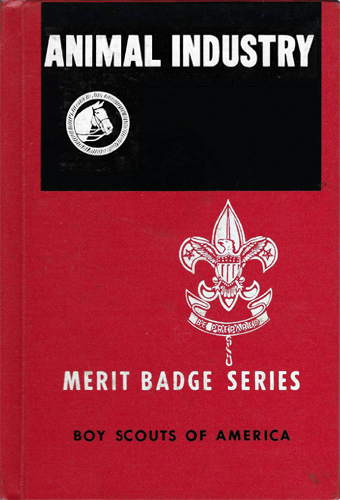 ANIMAL INDUSTRY
BE PREPARED
MERIT BADGE SERIES
BOY SCOUTS OF AMERICA